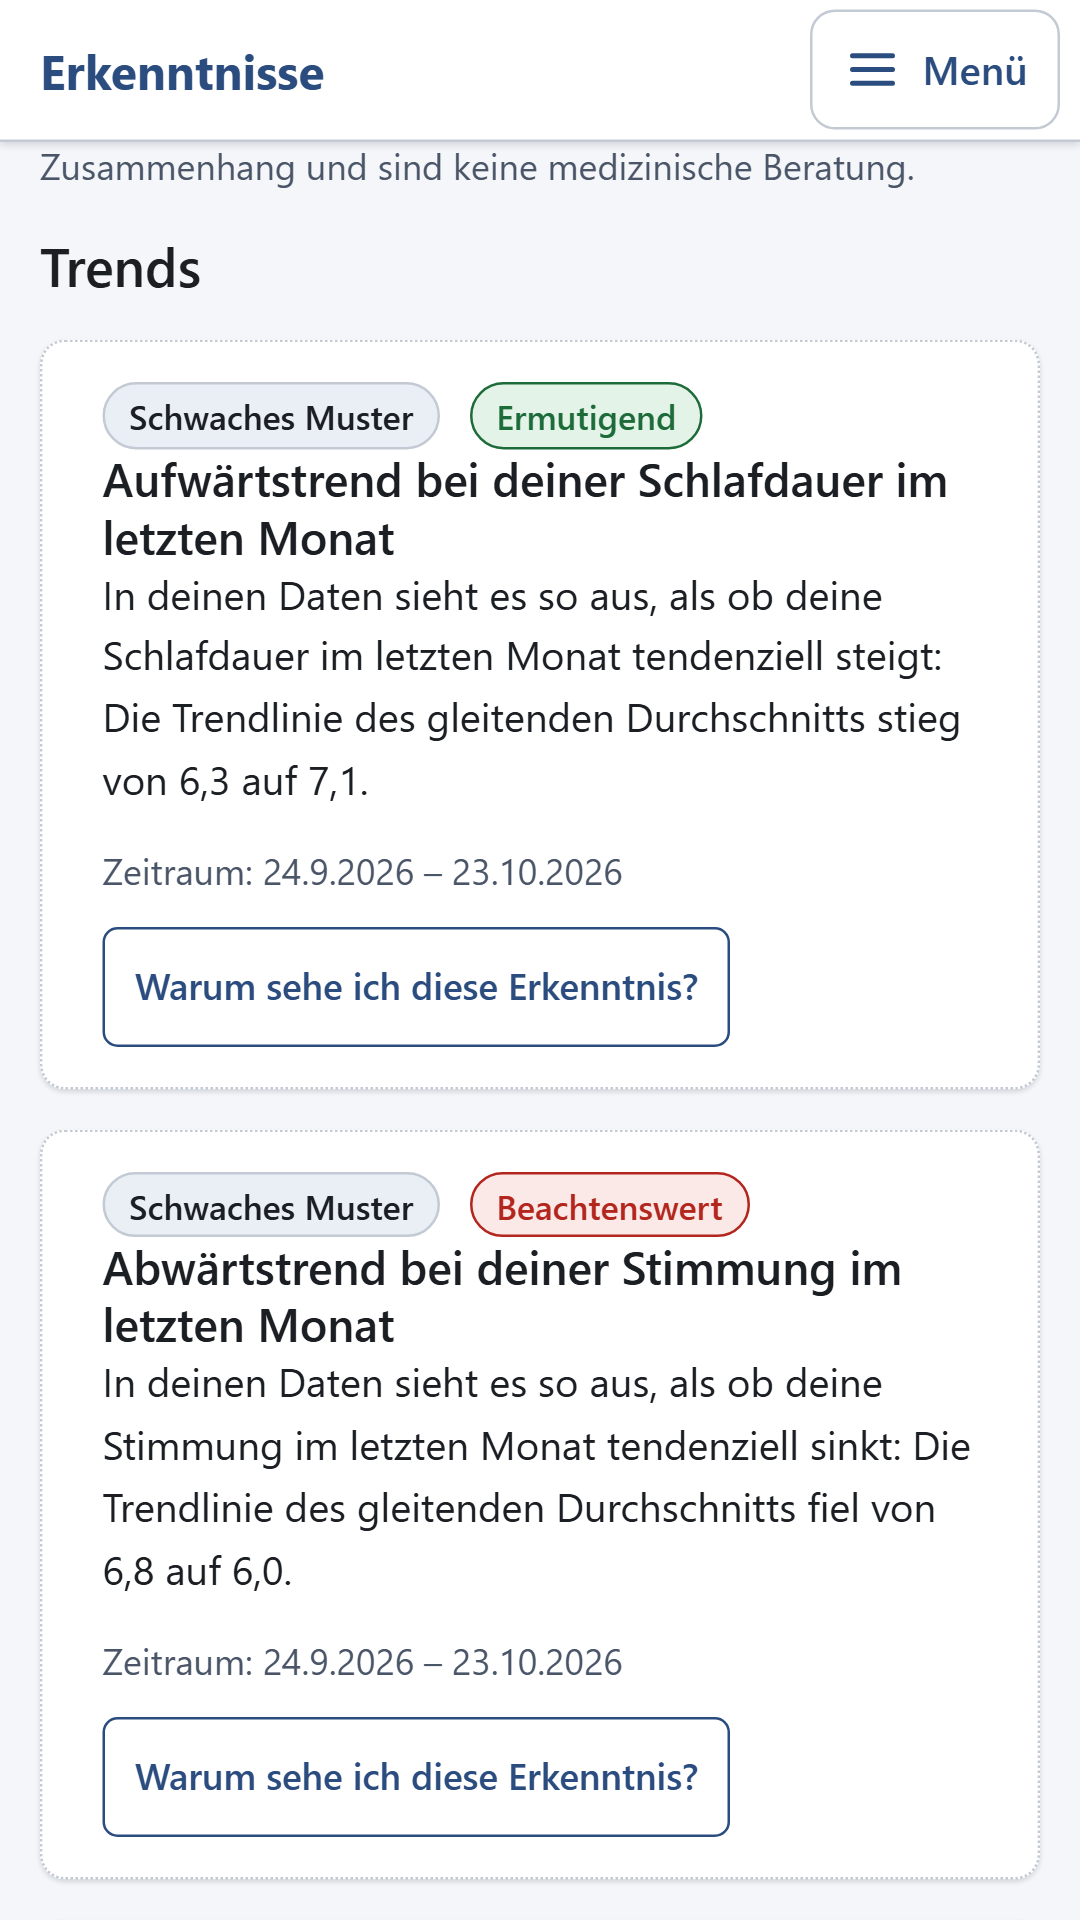 Erkenntnisse
Menü
Zusammenhang und sind keine medizinische Beratung.
Trends
Schwaches Muster
Ermutigend
Aufwärtstrend bei deiner Schlafdauer im
letzten Monat
In deinen Daten sieht es so aus, als ob deine
Schlafdauer im letzten Monat tendenziell steigt:
Die Trendlinie des gleitenden Durchschnitts stieg
von 6,3 auf 7,1.
Zeitraum: 24.9.2026 – 23.10.2026
Warum sehe ich diese Erkenntnis?
Schwaches Muster
Beachtenswert
Abwärtstrend bei deiner Stimmung im
letzten Monat
In deinen Daten sieht es so aus, als ob deine
Stimmung im letzten Monat tendenziell sinkt: Die
Trendlinie des gleitenden Durchschnitts fiel von
6,8 auf 6,0.
Zeitraum: 24.9.2026 – 23.10.2026
Warum sehe ich diese Erkenntnis?